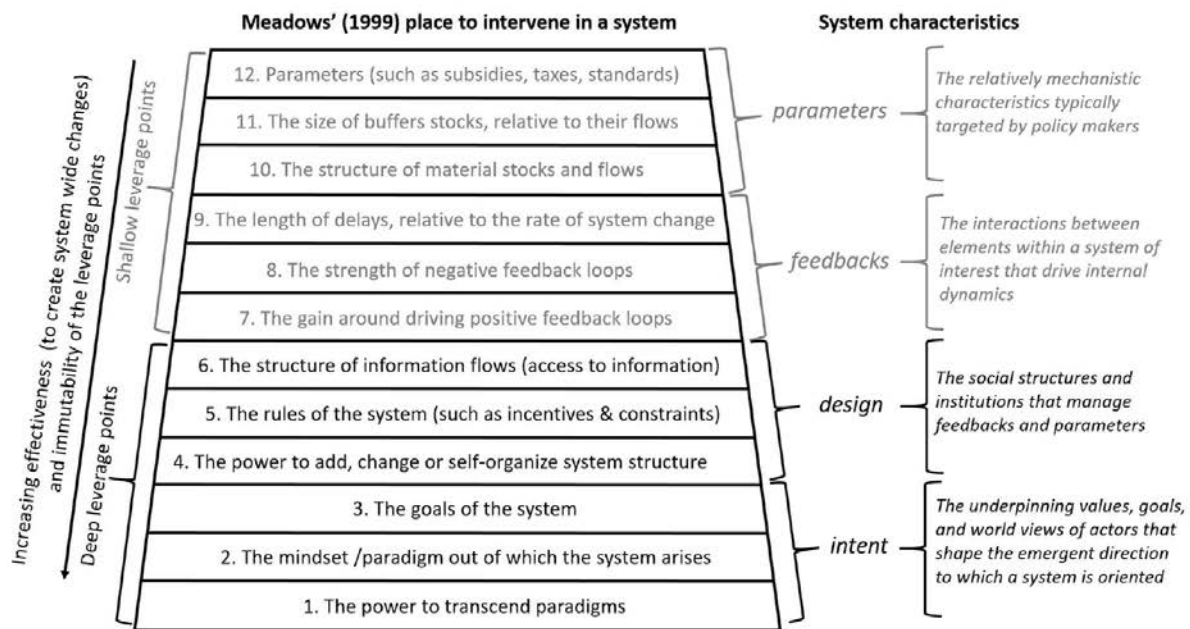 Meadows’ (1999) place to intervene in a system
System characteristics
Increasing effectiveness (to create system wide changes)
and immutability of the leverage points
Shallow leverage points
12. Parameters (such as subsidies, taxes, standards)
11. The size of buffers stocks, relative to their flows
10. The structure of material stocks and flows
parameters
The relatively mechanistic
characteristics typically
targeted by policy makers
9. The length of delays, relative to the rate of system change
8. The strength of negative feedback loops
7. The gain around driving positive feedback loops
feedbacks
The interactions between
elements within a system of
interest that drive internal
dynamics
Deep leverage points
6. The structure of information flows (access to information)
5. The rules of the system (such as incentives & constraints)
4. The power to add, change or self-organize system structure
design
The social structures and
institutions that manage
feedbacks and parameters
3. The goals of the system
2. The mindset /paradigm out of which the system arises
1. The power to transcend paradigms
intent
The underpinning values, goals,
and world views of actors that
shape the emergent direction
to which a system is oriented